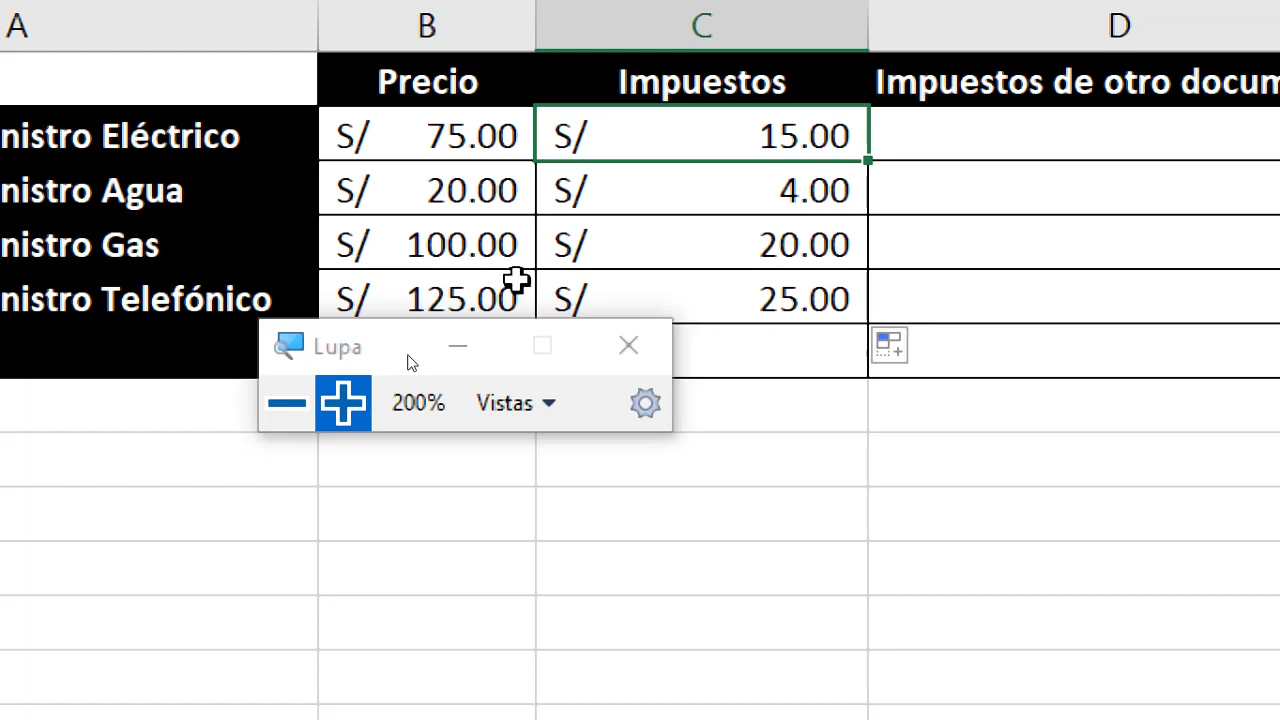 A B C D
Precio Impuestos Impuestos de otro docum
nistro Eléctrico S/ 75.00 S/ 15.00
nistro Agua S/ 20.00 S/ 4.00
nistro Gas S/ 100.00 S/ 20.00
nistro Telefónico S/ 125.00 S/ 25.00
Lupa
200% Vistas